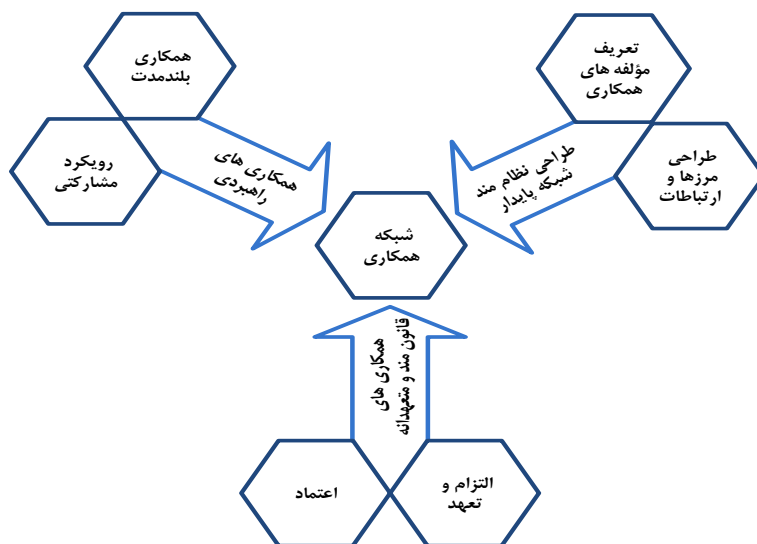 تعریف
مؤلفه های
همکاری
طراحی
مرزها و
ارتباطات
طراحی نظام مند
شبکه پایدار
همکاری
بلندمدت
رویکرد
مشارکتی
همکاری های
راهبردی
شبکه
همکاری
همکاری های
قانون مند و متعهدانه
التزام و
تعهد
اعتماد